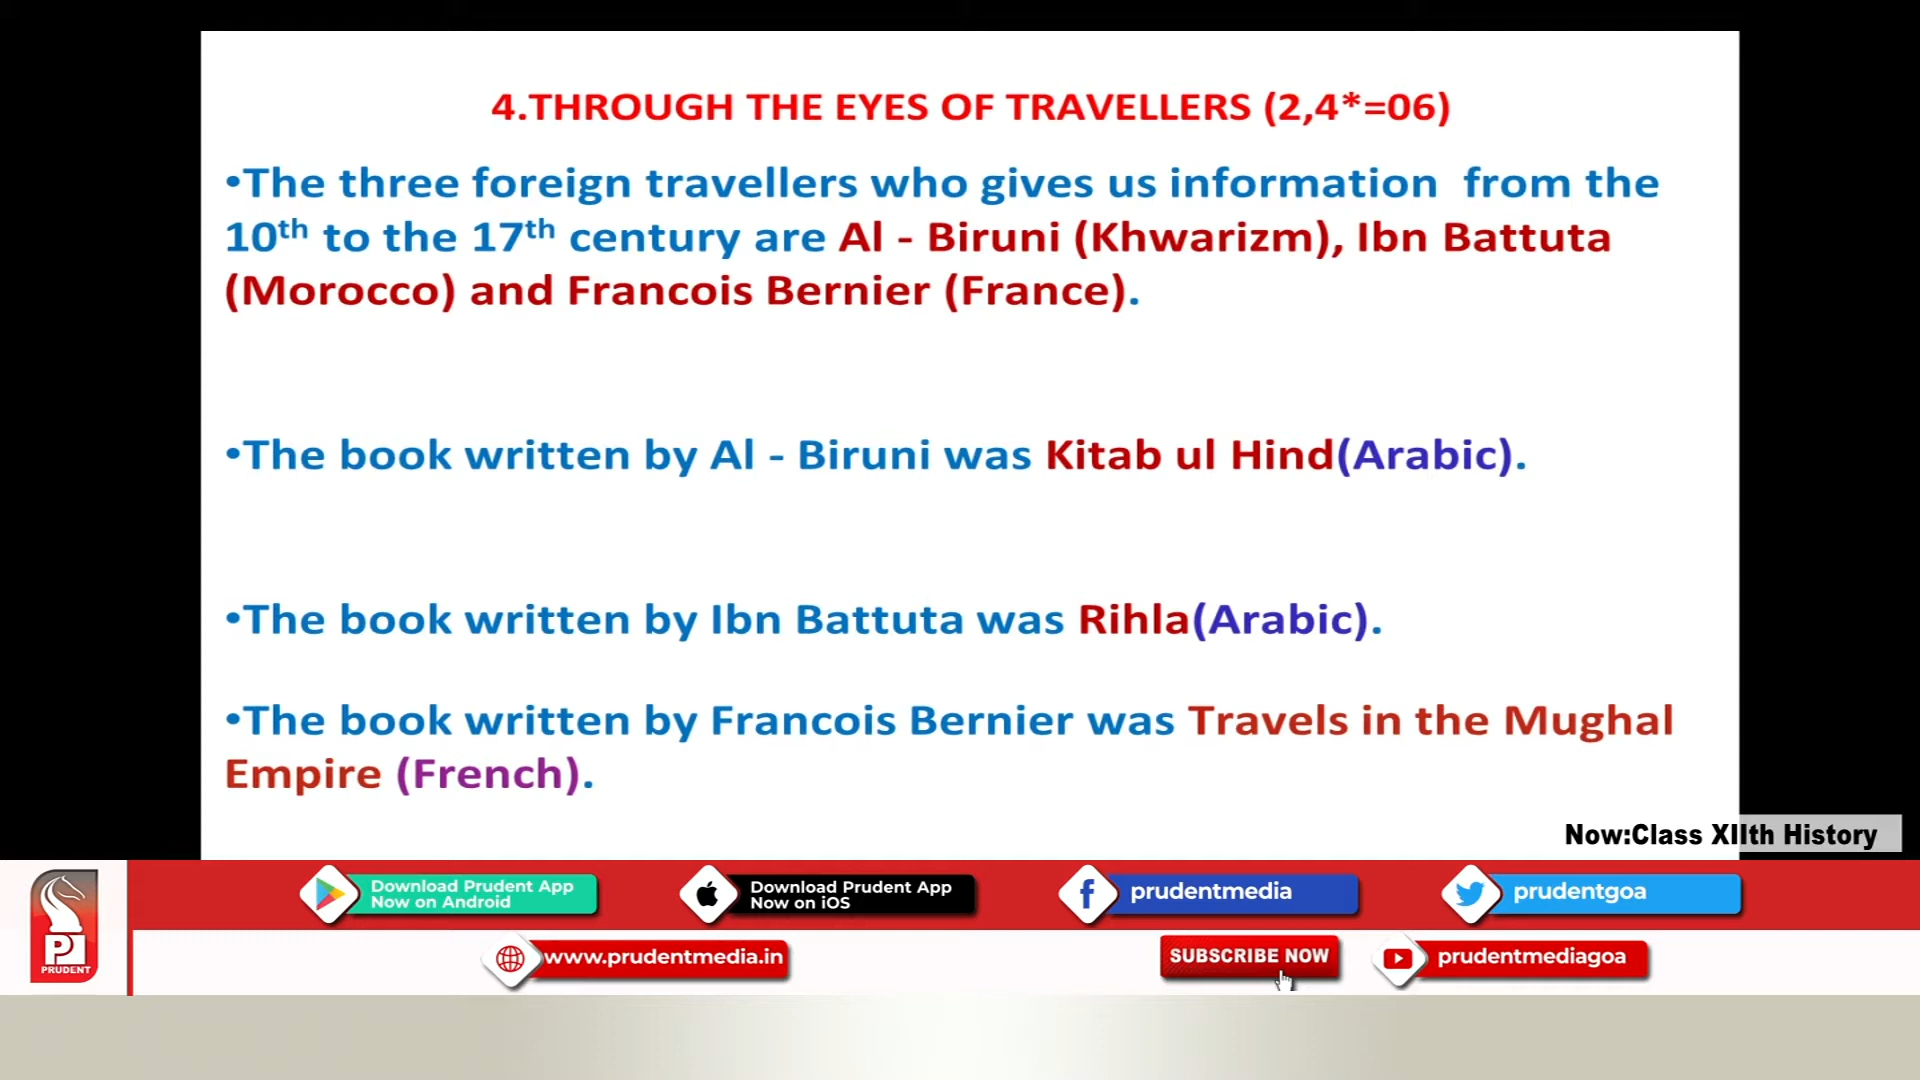 4.THROUGH THE EYES OF TRAVELLERS (2,4*=06)
•The three foreign travellers who gives us information from the
10th to the 17th century are Al - Biruni (Khwarizm), Ibn Battuta
(Morocco) and Francois Bernier (France).
•The book written by Al - Biruni was Kitab ul Hind(Arabic).
•The book written by Ibn Battuta was Rihla(Arabic).
•The book written by Francois Bernier was Travels in the Mughal
Empire (French).
Now:Class XIIth History
Download Prudent App
Now on Android
Download Prudent App
Now on iOS
prudentmedia
prudentgoa
PRUDENT
www.prudentmedia.in
SUBSCRIBE NOW
prudentmediagoa